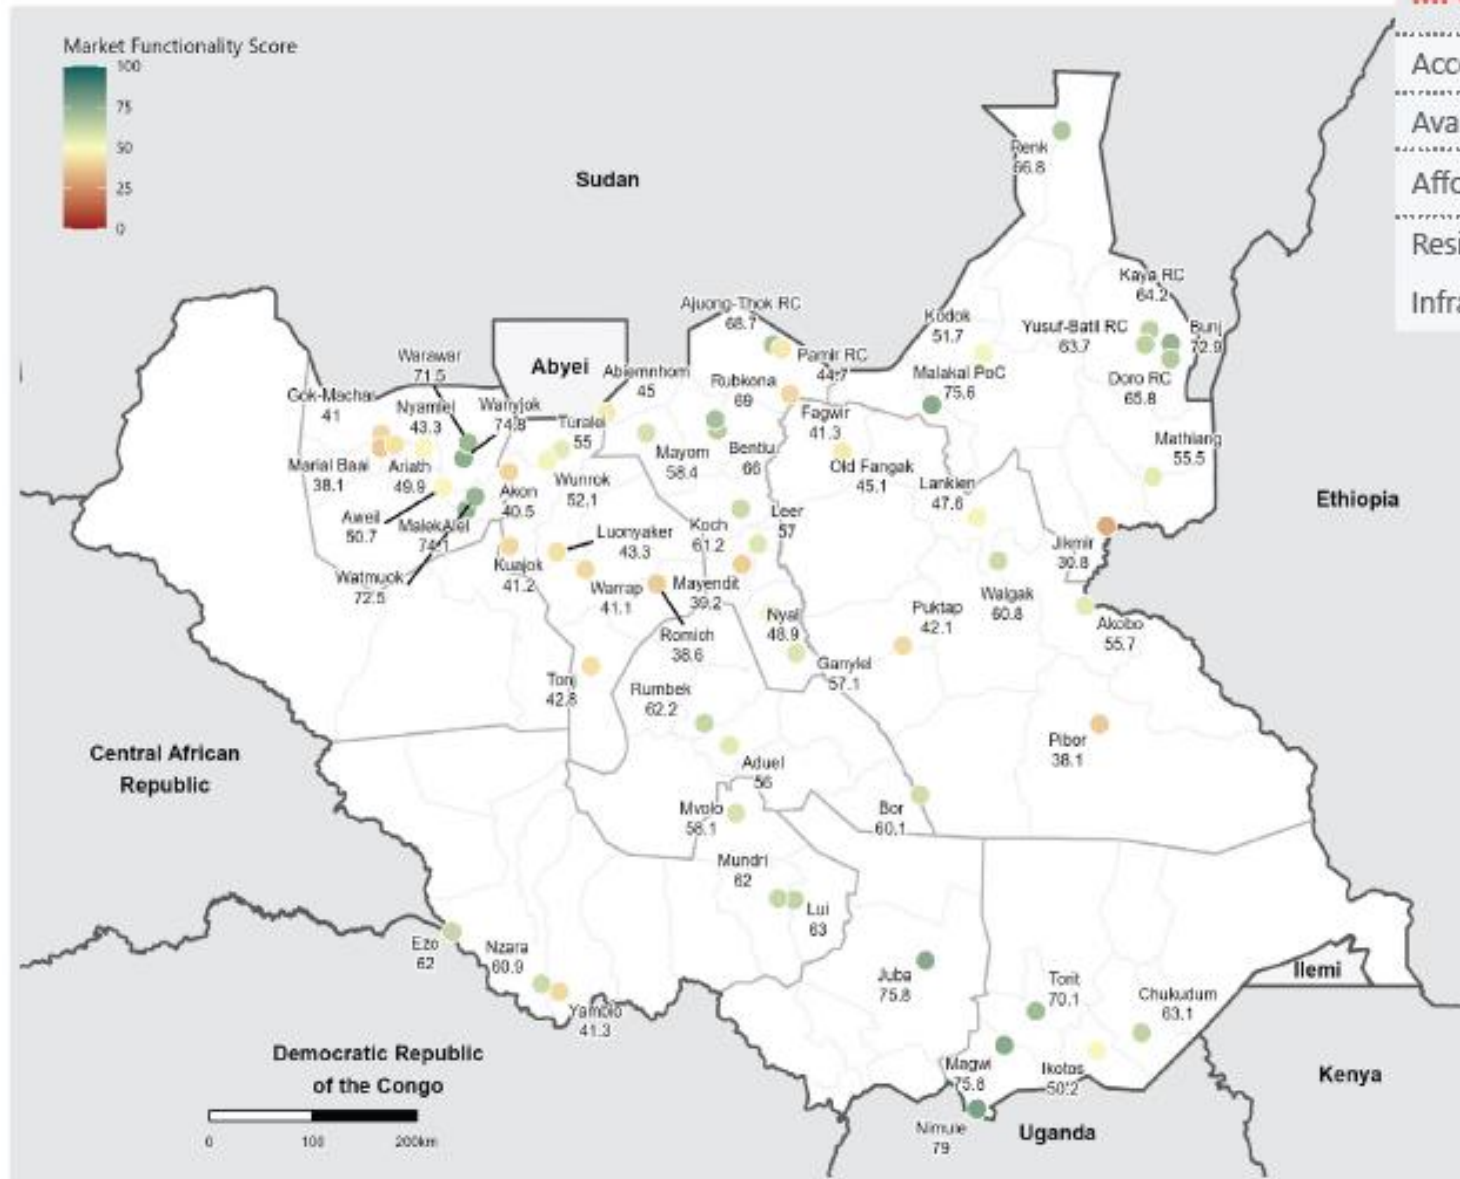 Market Functionality Score
100
75
50
25
0
Acc
Ava
Affo
Resi
Infra
Sudan
Renk
66.8
Kaya RC
64.2
Yusuf-Batil RC
63.7
Bunj
72.9
Doro RC
65.8
Kodok
51.7
Malakal PoC
75.6
Mathiang
55.5
Ajuong-Thok RC
68.7
Pamir RC
44.7
Abyei
Abiemnhom
45
Rubkona
69
Fagwir
41.3
Bentiu
66
Mayom
58.4
Old Fangak
45.1
Lankien
47.6
Ethiopia
Warawar
71.5
Gok-Machar
41
Nyamlel
43.3
Wanyjok
74.8
Turalei
55
Marial Baai
38.1
Ariath
49.9
Akon
40.5
Wunrok
52.1
Aweil
50.7
MalekAlel
74.1
Watmuok
72.5
Kuajok
41.2
Luonyaker
43.3
Warrap
41.1
Koch
61.2
Leer
57
Mayendit
39.2
Romich
38.6
Nyal
48.9
Ganylel
57.1
Jikmir
30.8
Walgak
60.8
Puktap
42.1
Akobo
55.7
Tonj
42.8
Rumbek
62.2
Pibor
38.1
Central African
Republic
Aduel
56
Mvolo
58.1
Bor
60.1
Mundri
62
Lui
63
Ezo
62
Nzara
60.9
Yambio
41.3
Juba
75.8
Torit
70.1
Chukudum
63.1
Ilemi
Magwi
75.8
Ikotos
50.2
Nimule
79
Democratic Republic
of the Congo
0 100 200km
Uganda
Kenya